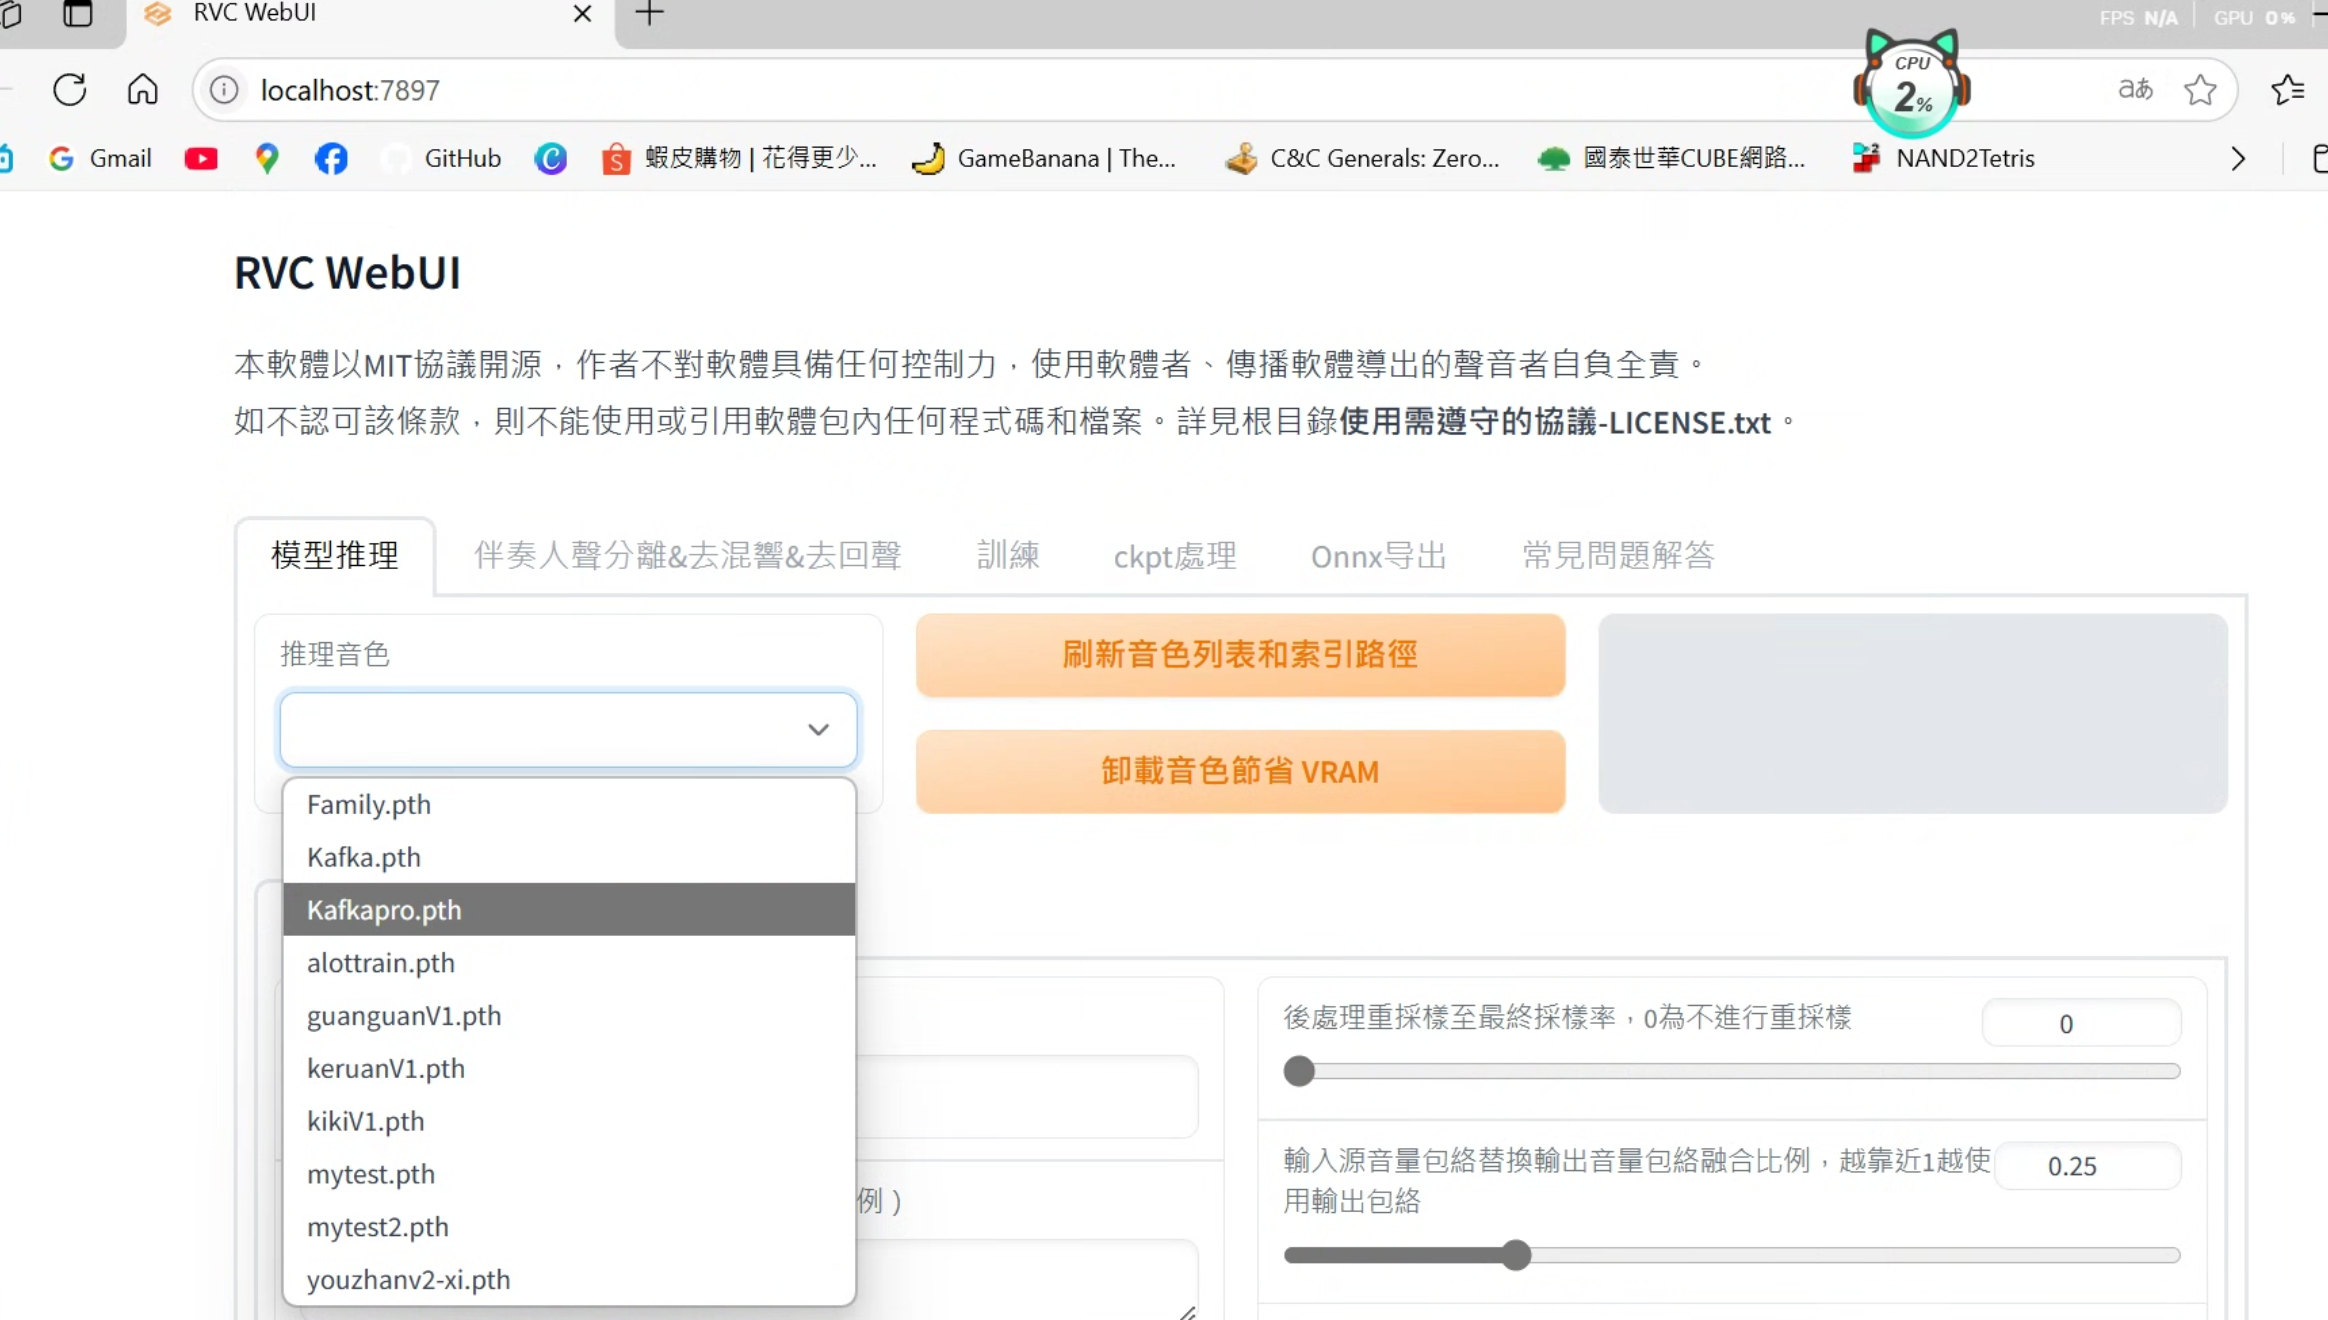 RVC WebUI
FPS N/A GPU 0%
localhost:7897
CPU
2%
aあ
Gmail GitHub 蝦皮購物 | 花得更少... GameBanana | The... C&C Generals: Zero... 國泰世華CUBE網路... NAND2Tetris
RVC WebUI
本軟體以MIT協議開源，作者不對軟體具備任何控制力，使用軟體者、傳播軟體導出的聲音者自負全責。
如不認可該條款，則不能使用或引用軟體包內任何程式碼和檔案。詳見根目錄使用需遵守的協議-LICENSE.txt。
模型推理 伴奏人聲分離&去混響&去回聲 訓練 ckpt處理 Onnx导出 常見問題解答
推理音色
刷新音色列表和索引路徑
卸載音色節省 VRAM
Family.pth
Kafka.pth
Kafkapro.pth
alottrain.pth
guanguanV1.pth
keruanV1.pth
kikiV1.pth
mytest.pth
mytest2.pth
youzhanv2-xi.pth
例）
後處理重採樣至最終採樣率，0為不進行重採樣
0
輸入源音量包絡替換輸出音量包絡融合比例，越靠近1越使
用輸出包絡
0.25